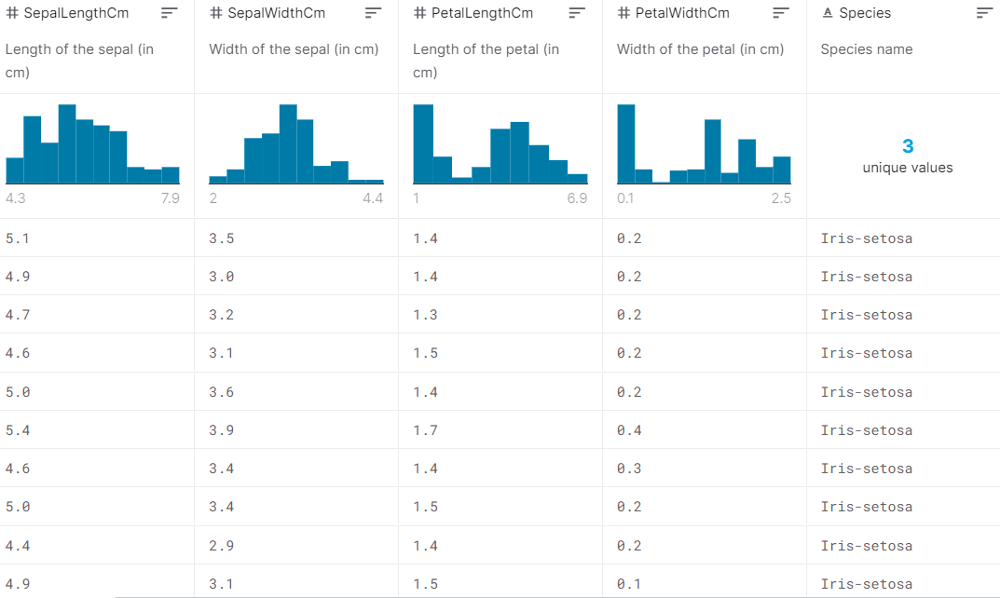 # SepalLengthCm # SepalWidthCm # PetalLengthCm # PetalWidthCm A Species
Length of the sepal (in Width of the sepal (in cm) Length of the petal (in Width of the petal (in cm) Species name
cm) cm)
3
unique values
4.3 7.9 2 4.4 1 6.9 0.1 2.5
5.1 3.5 1.4 0.2 Iris-setosa
4.9 3.0 1.4 0.2 Iris-setosa
4.7 3.2 1.3 0.2 Iris-setosa
4.6 3.1 1.5 0.2 Iris-setosa
5.0 3.6 1.4 0.2 Iris-setosa
5.4 3.9 1.7 0.4 Iris-setosa
4.6 3.4 1.4 0.3 Iris-setosa
5.0 3.4 1.5 0.2 Iris-setosa
4.4 2.9 1.4 0.2 Iris-setosa
4.9 3.1 1.5 0.1 Iris-setosa